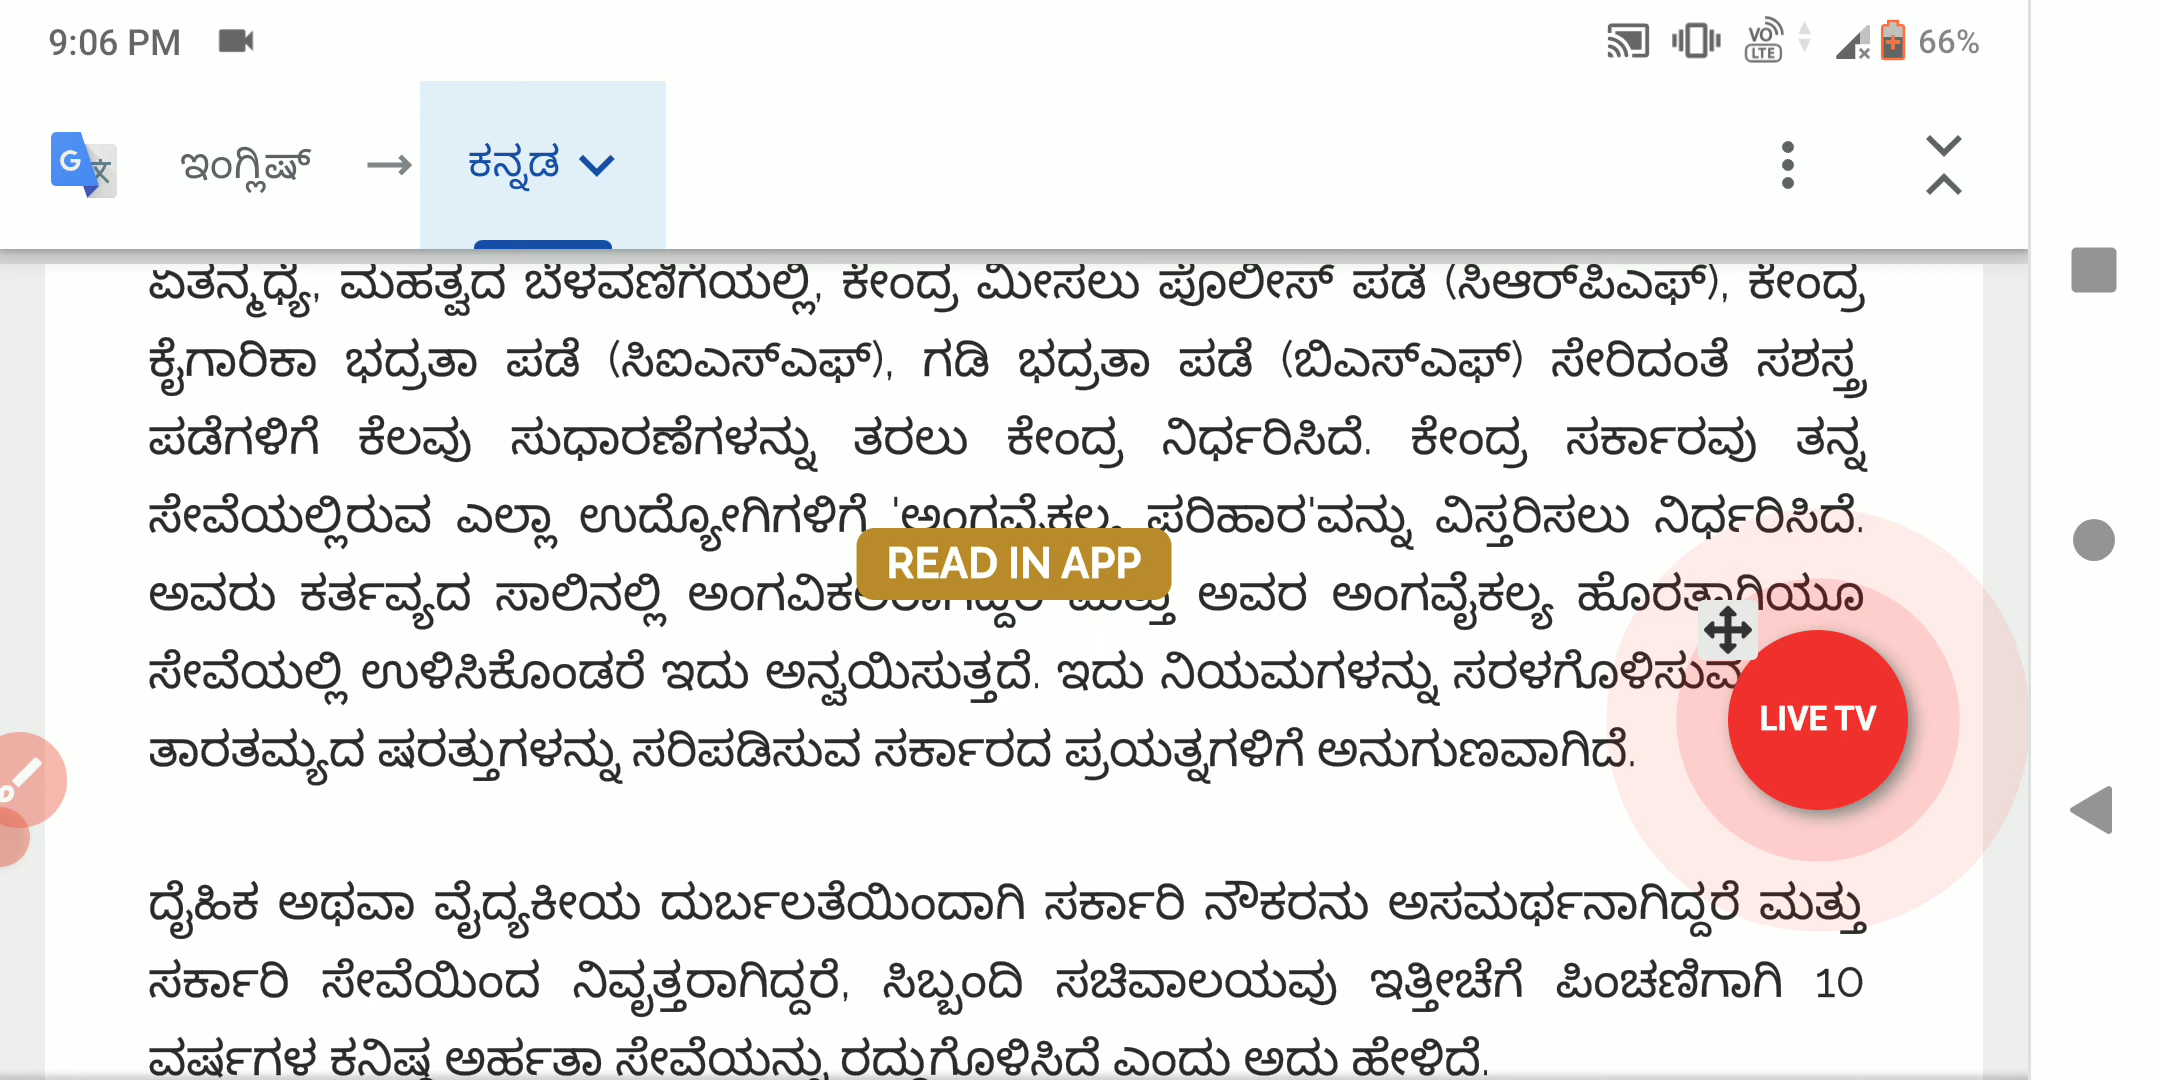 9:06 PM
VO LTE
66%
G
ಇಂಗ್ಲಿಷ್ → ಕನ್ನಡ
ಏತನ್ಮಧ್ಯೆ, ಮಹತ್ವದ ಬೆಳವಣಿಗೆಯಲ್ಲಿ, ಕೇಂದ್ರ ಮೀಸಲು ಪೊಲೀಸ್ ಪಡೆ (ಸಿಆರ್‌ಪಿಎಫ್), ಕೇಂದ್ರ
ಕೈಗಾರಿಕಾ ಭದ್ರತಾ ಪಡೆ (ಸಿಐಎಸ್ಎಫ್), ಗಡಿ ಭದ್ರತಾ ಪಡೆ (ಬಿಎಸ್ಎಫ್) ಸೇರಿದಂತೆ ಸಶಸ್ತ್ರ
ಪಡೆಗಳಿಗೆ ಕೆಲವು ಸುಧಾರಣೆಗಳನ್ನು ತರಲು ಕೇಂದ್ರ ನಿರ್ಧರಿಸಿದೆ. ಕೇಂದ್ರ ಸರ್ಕಾರವು ತನ್ನ
ಸೇವೆಯಲ್ಲಿರುವ ಎಲ್ಲಾ ಉದ್ಯೋಗಿಗಳಿಗೆ 'ಅಂಗವೈಕಲ್ಯ ಪರಿಹಾರ'ವನ್ನು ವಿಸ್ತರಿಸಲು ನಿರ್ಧರಿಸಿದೆ.
READ IN APP
ಅವರು ಕರ್ತವ್ಯದ ಸಾಲಿನಲ್ಲಿ ಅವರ ಅಂಗವೈಕಲ್ಯ ಹೊರತಾಗಿಯೂ
ಸೇವೆಯಲ್ಲಿ ಉಳಿಸಿಕೊಂಡರೆ ಇದು ಅನ್ವಯಿಸುತ್ತದೆ. ಇದು ನಿಯಮಗಳನ್ನು ಸರಳಗೊಳಿಸುವ
LIVE TV
ತಾರತಮ್ಯದ ಷರತ್ತುಗಳನ್ನು ಸರಿಪಡಿಸುವ ಸರ್ಕಾರದ ಪ್ರಯತ್ನಗಳಿಗೆ ಅನುಗುಣವಾಗಿದೆ.
ದೈಹಿಕ ಅಥವಾ ವೈದ್ಯಕೀಯ ದುರ್ಬಲತೆಯಿಂದಾಗಿ ಸರ್ಕಾರಿ ನೌಕರನು ಅಸಮರ್ಥನಾಗಿದ್ದರೆ ಮತ್ತು
ಸರ್ಕಾರಿ ಸೇವೆಯಿಂದ ನಿವೃತ್ತರಾಗಿದ್ದರೆ, ಸಿಬ್ಬಂದಿ ಸಚಿವಾಲಯವು ಇತ್ತೀಚೆಗೆ ಪಿಂಚಣಿಗಾಗಿ 10
ವರ್ಷಗಳ ಕನಿಷ್ಠ ಅರ್ಹತಾ ಸೇವೆಯನ್ನು ರದ್ದುಗೊಳಿಸಿದೆ ಎಂದು ಅದು ಹೇಳಿದೆ.